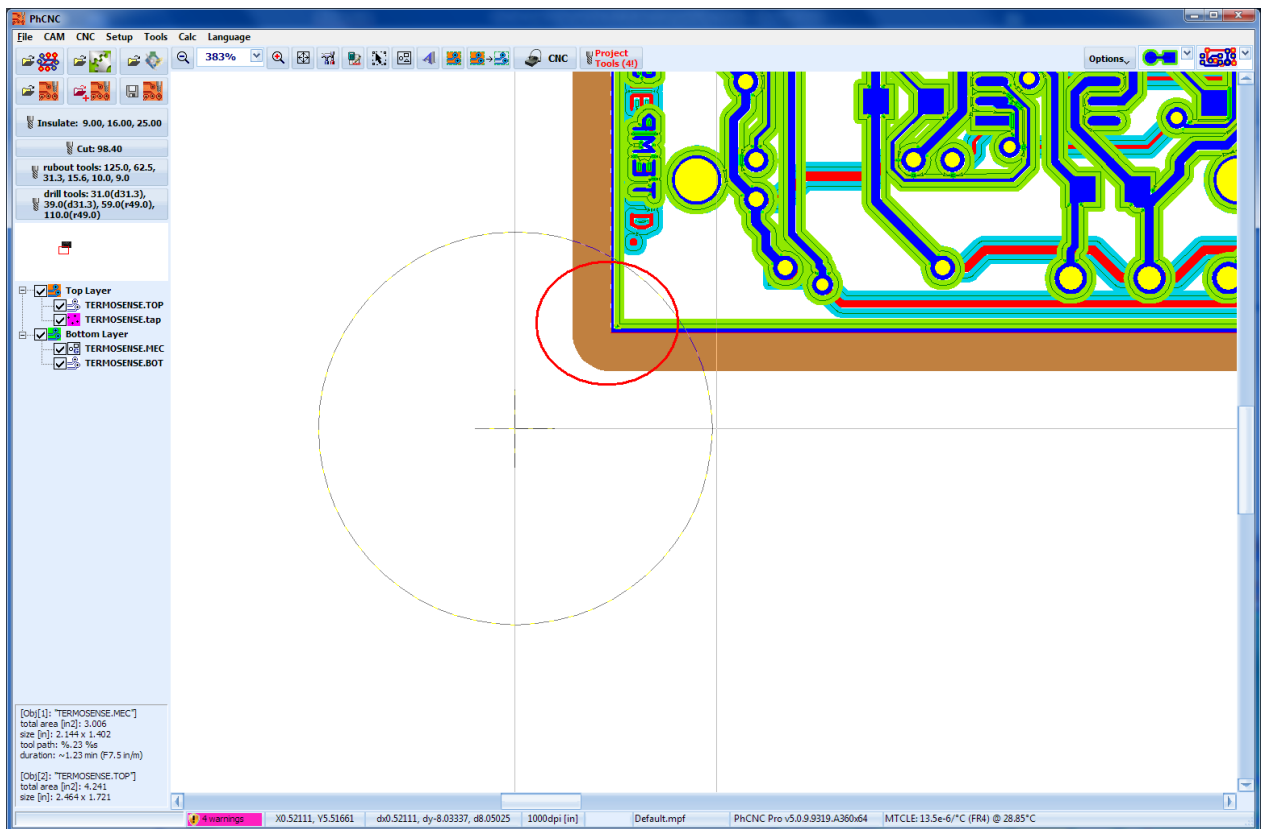 PhCNC
File CAM CNC Setup Tools Calc Language
383%
CNC
Project
Tools (4!)
Options
Insulate: 9.00, 16.00, 25.00
Cut: 98.40
rubout tools: 125.0, 62.5,
31.3, 15.6, 10.0, 9.0
drill tools: 31.0(d31.3),
39.0(d31.3), 59.0(r49.0),
110.0(r49.0)
Top Layer
TERMOSENSE.TOP
TERMOSENSE.tap
Bottom Layer
TERMOSENSE.MEC
TERMOSENSE.BOT
[Obj[1]: "TERMOSENSE.MEC"]
total area [in2]: 3.006
size [in]: 2.144 x 1.402
tool path: %.23 %s
duration: ~1.23 min (F7.5 in/m)
[Obj[2]: "TERMOSENSE.TOP"]
total area [in2]: 4.241
size [in]: 2.464 x 1.721
4 warnings X0.52111, Y5.51661 dx0.52111, dy-8.03337, d8.05025 1000dpi [in] Default.mpf PhCNC Pro v5.0.9.9319.A360x64 MTCLE: 13.5e-6/°C (FR4) @ 28.85°C